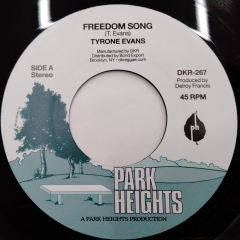 FREEDOM SONG
(T. Evans)
TYRONE EVANS
Manufactured by DKR
Distributed by Bond Export
Brooklyn, NY - dkreggae.com
SIDE A
Stereo
DKR-267
Produced by
Delroy Francis
45 RPM
ph
PARK
HEIGHTS
A PARK HEIGHTS PRODUCTION